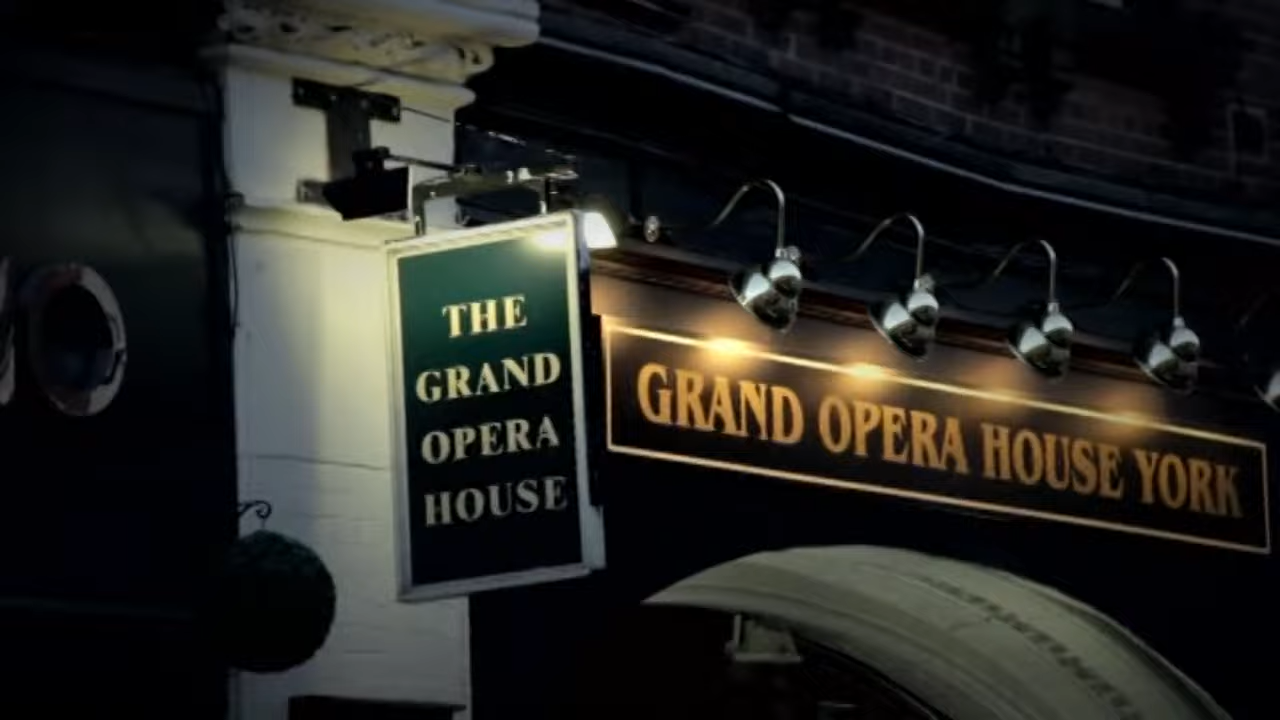 THE
GRAND
OPERA
HOUSE
GRAND OPERA HOUSE YORK